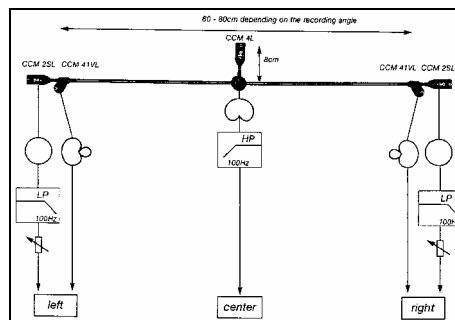 60 - 80cm depending on the recording angle
CCM 4L
8cm
CCM 2SL
CCM 41VL
CCM 41VL
CCM 2SL
HP
100Hz
LP
100Hz
LP
100Hz
left
center
right